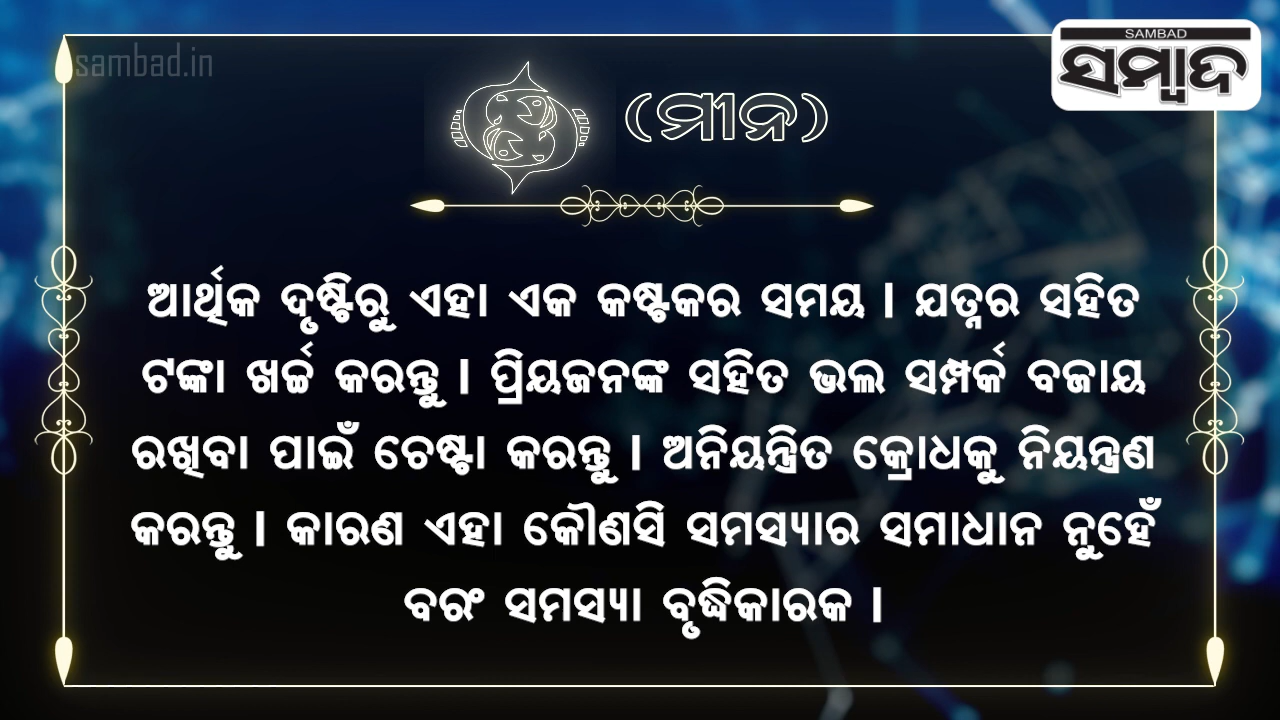 sambad.in
SAMBAD
ସମ୍ବାଦ
(ମୀନ)
ଆର୍ଥିକ ଦୃଷ୍ଟିରୁ ଏହା ଏକ କଷ୍ଟକର ସମୟ । ଯତ୍ନର ସହିତ
ଟଙ୍କା ଖର୍ଚ୍ଚ କରନ୍ତୁ । ପ୍ରିୟଜନଙ୍କ ସହିତ ଭଲ ସମ୍ପର୍କ ବଜାୟ
ରଖିବା ପାଇଁ ଚେଷ୍ଟା କରନ୍ତୁ । ଅନିୟନ୍ତ୍ରିତ କ୍ରୋଧକୁ ନିୟନ୍ତ୍ରଣ
କରନ୍ତୁ । କାରଣ ଏହା କୌଣସି ସମସ୍ୟାର ସମାଧାନ ନୁହେଁ
ବରଂ ସମସ୍ୟା ବୃଦ୍ଧିକାରକ ।